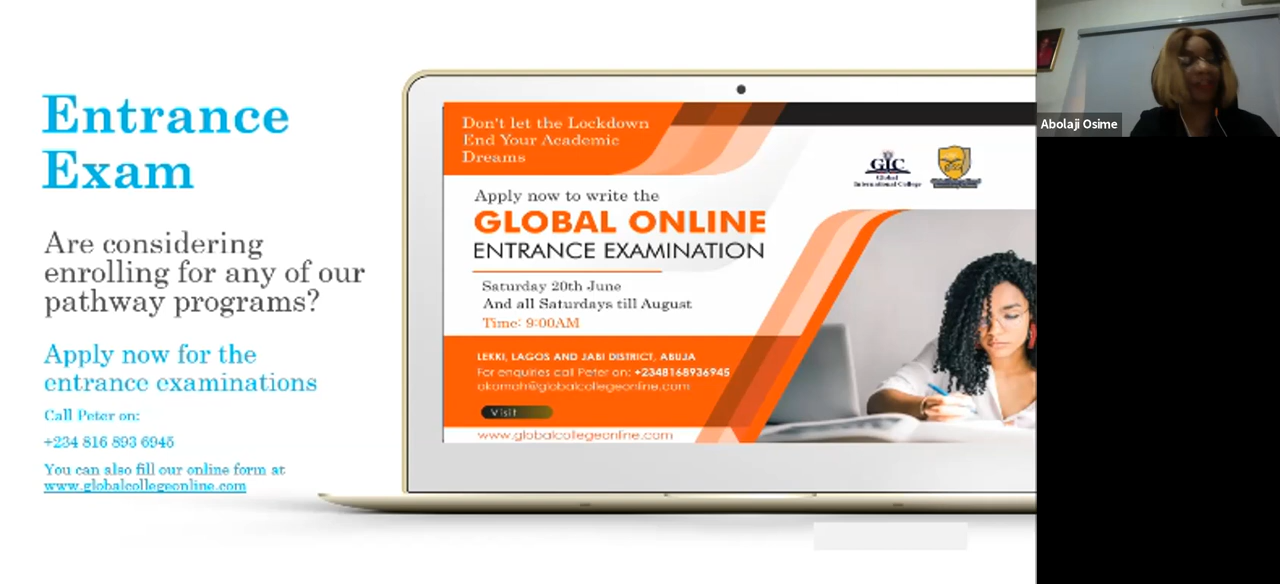 Entrance
Exam
Are considering
enrolling for any of our
pathway programs?
Apply now for the
entrance examinations
Call Peter on:
+234 816 893 6945
You can also fill our online form at
www.globalcollegeonline.com
Don't let the Lockdown
End Your Academic
Dreams
GIC
Global
International College
Apply now to write the
GLOBAL ONLINE
ENTRANCE EXAMINATION
Saturday 20th June
And all Saturdays till August
Time: 9:00AM
LEKKI, LAGOS AND JABI DISTRICT, ABUJA
For enquiries call Peter on: +2348168936945
akamah@globalcollegeonline.com
Visit
www.globalcollegeonline.com
Abolaji Osime